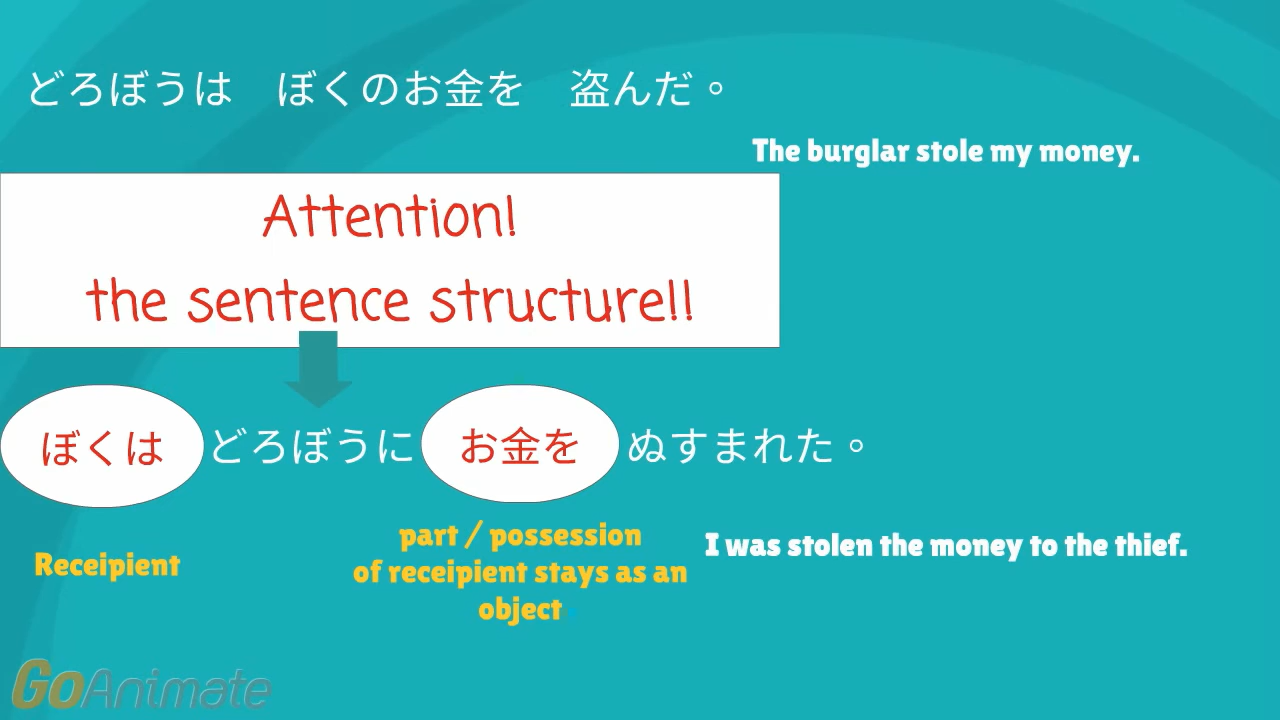 どろぼうは　ぼくのお金を　盗んだ。
The burglar stole my money.
Attention!
the sentence structure!!
ぼくは どろぼうに お金を ぬすまれた。
Receipient
part / possession
of receipient stays as an
object
I was stolen the money to the thief.
GoAnimate